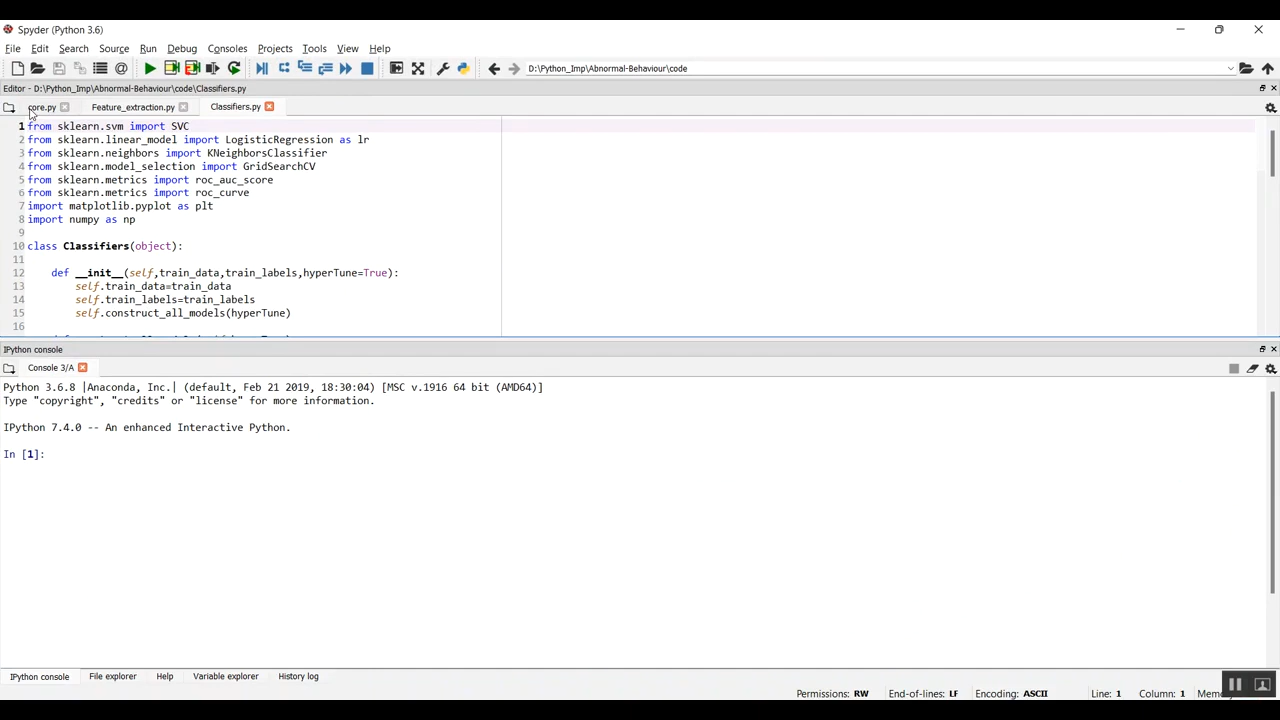 Spyder (Python 3.6)
File Edit Search Source Run Debug Consoles Projects Tools View Help
D:\Python_Imp\Abnormal-Behaviour\code
Editor - D:\Python_Imp\Abnormal-Behaviour\code\Classifiers.py
core.py Feature_extraction.py Classifiers.py
1 from sklearn.svm import SVC
2 from sklearn.linear_model import LogisticRegression as lr
3 from sklearn.neighbors import KNeighborsClassifier
4 from sklearn.model_selection import GridSearchCV
5 from sklearn.metrics import roc_auc_score
6 from sklearn.metrics import roc_curve
7 import matplotlib.pyplot as plt
8 import numpy as np
9
10 class Classifiers(object):
11
12 def __init__(self,train_data,train_labels,hyperTune=True):
13 self.train_data=train_data
14 self.train_labels=train_labels
15 self.construct_all_models(hyperTune)
16
IPython console
Console 3/A
Python 3.6.8 |Anaconda, Inc.| (default, Feb 21 2019, 18:30:04) [MSC v.1916 64 bit (AMD64)]
Type "copyright", "credits" or "license" for more information.
IPython 7.4.0 -- An enhanced Interactive Python.
In [1]:
IPython console File explorer Help Variable explorer History log
Permissions: RW End-of-lines: LF Encoding: ASCII Line: 1 Column: 1